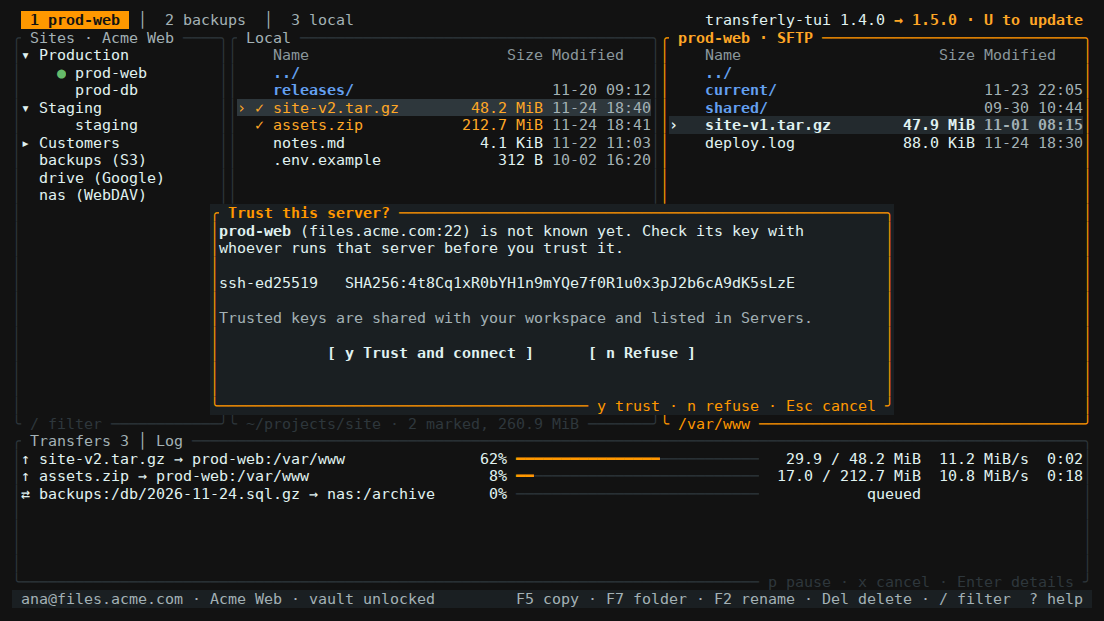 1 prod-web │ 2 backups │ 3 local transferly-tui 1.4.0 → 1.5.0 · U to update
Sites · Acme Web Local prod-web · SFTP
▾ Production Name Size Modified Name Size Modified
● prod-web ../ ../
prod-db releases/ 11-20 09:12 current/ 11-23 22:05
▾ Staging › ✓ site-v2.tar.gz 48.2 MiB 11-24 18:40 shared/ 09-30 10:44
staging ✓ assets.zip 212.7 MiB 11-24 18:41 › site-v1.tar.gz 47.9 MiB 11-01 08:15
▸ Customers notes.md 4.1 KiB 11-22 11:03 deploy.log 88.0 KiB 11-24 18:30
backups (S3) .env.example 312 B 10-02 16:20
drive (Google)
nas (WebDAV)
Trust this server?
prod-web (files.acme.com:22) is not known yet. Check its key with
whoever runs that server before you trust it.
ssh-ed25519 SHA256:4t8Cq1xR0bYH1n9mYQe7f0R1u0x3pJ2b6cA9dK5sLzE
Trusted keys are shared with your workspace and listed in Servers.
[ y Trust and connect ] [ n Refuse ]
y trust · n refuse · Esc cancel
/ filter ~/projects/site · 2 marked, 260.9 MiB /var/www
Transfers 3 │ Log
↑ site-v2.tar.gz → prod-web:/var/www 62% 29.9 / 48.2 MiB 11.2 MiB/s 0:02
↑ assets.zip → prod-web:/var/www 8% 17.0 / 212.7 MiB 10.8 MiB/s 0:18
⇄ backups:/db/2026-11-24.sql.gz → nas:/archive 0% queued
p pause · x cancel · Enter details
ana@files.acme.com · Acme Web · vault unlocked F5 copy · F7 folder · F2 rename · Del delete · / filter ? help